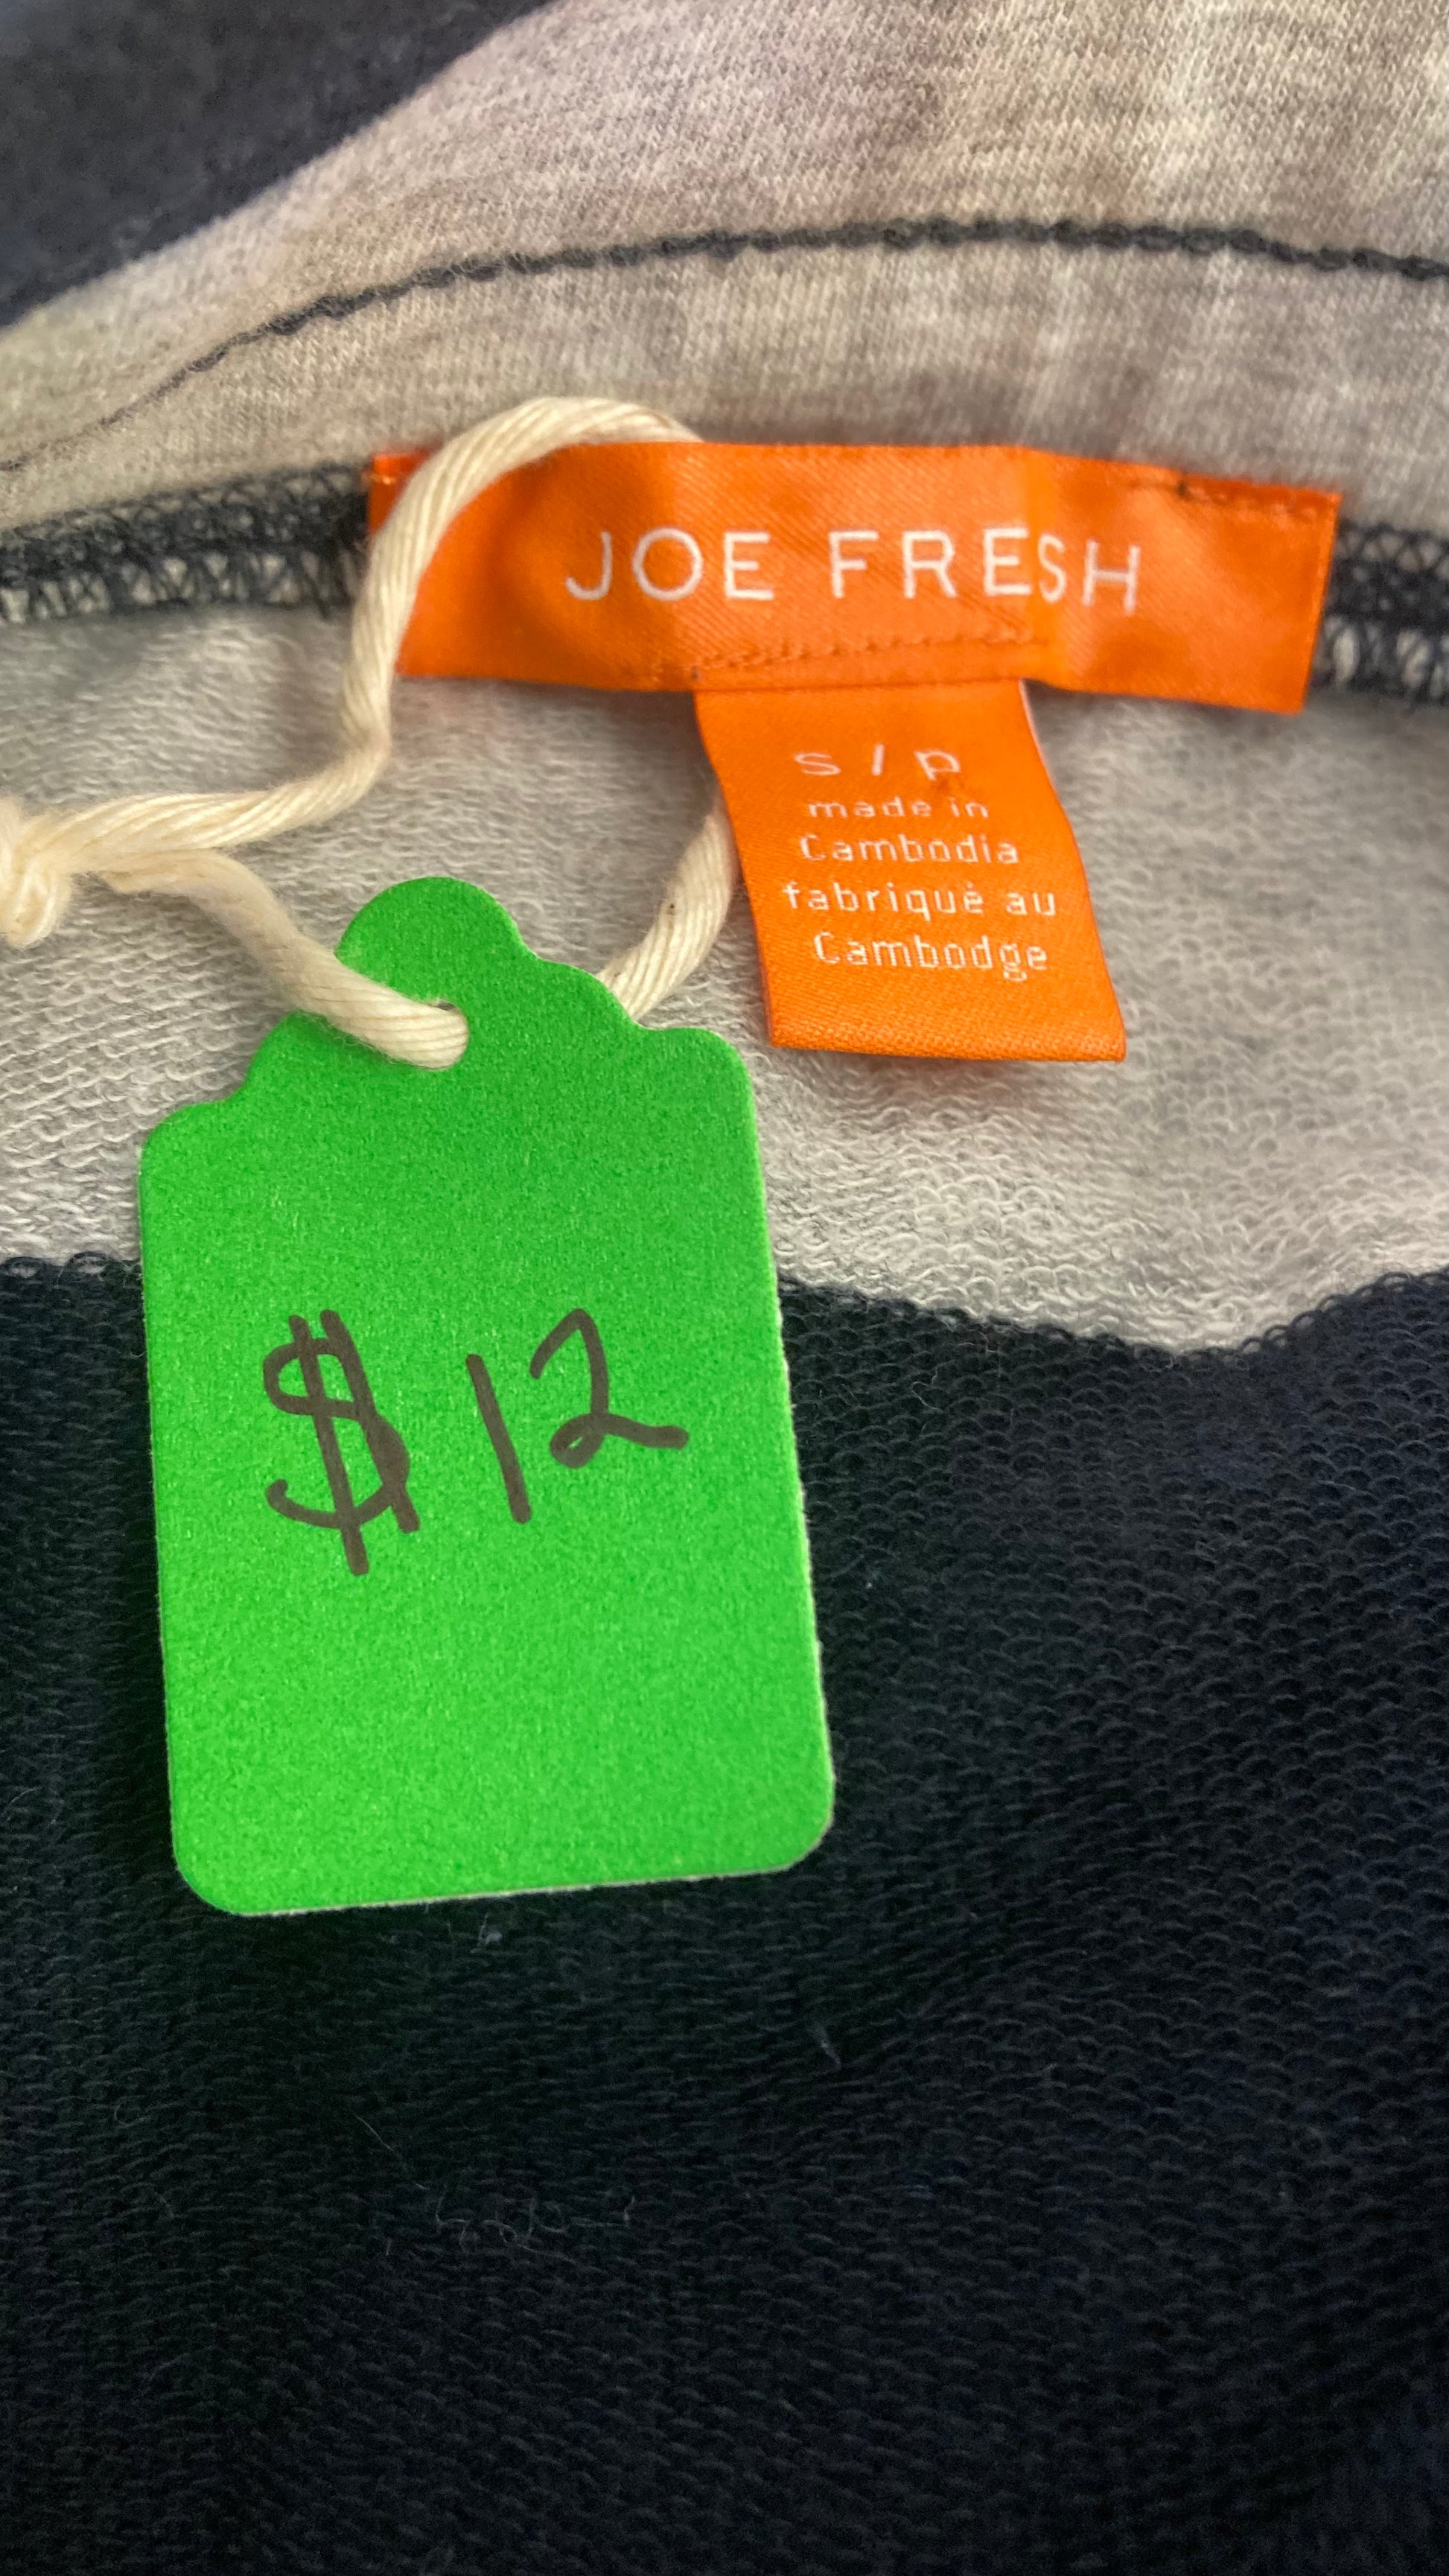 JOE FRESH
s/p
made in
Cambodia
fabriqué au
Cambodge
$12